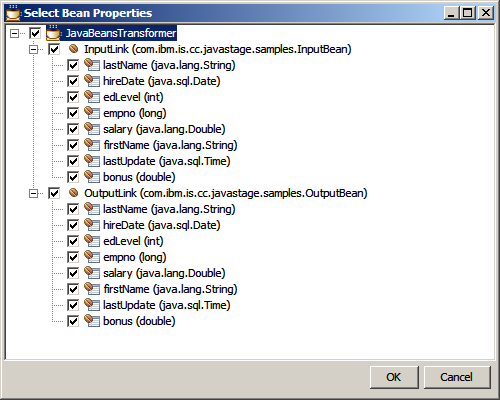 Select Bean Properties
JavaBeansTransformer
InputLink (com.ibm.is.cc.javastage.samples.InputBean)
lastName (java.lang.String)
hireDate (java.sql.Date)
edLevel (int)
empno (long)
salary (java.lang.Double)
firstName (java.lang.String)
lastUpdate (java.sql.Time)
bonus (double)
OutputLink (com.ibm.is.cc.javastage.samples.OutputBean)
lastName (java.lang.String)
hireDate (java.sql.Date)
edLevel (int)
empno (long)
salary (java.lang.Double)
firstName (java.lang.String)
lastUpdate (java.sql.Time)
bonus (double)
OK Cancel